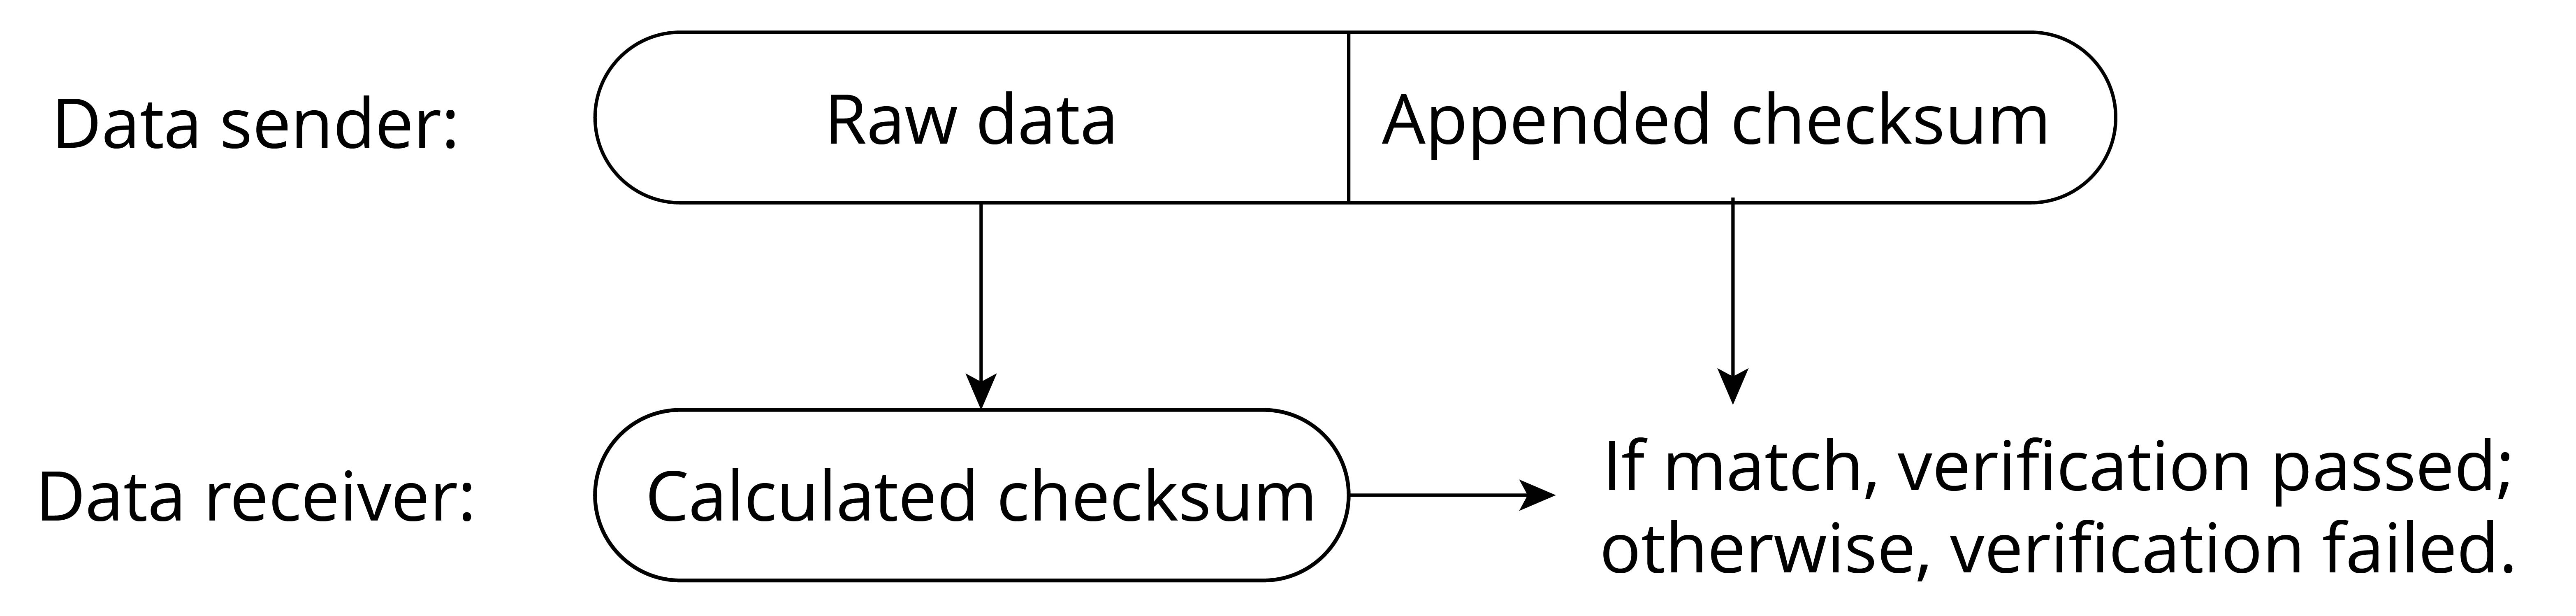 Data sender:
Raw data
Appended checksum
Data receiver:
Calculated checksum
If match, verification passed;
otherwise, verification failed.